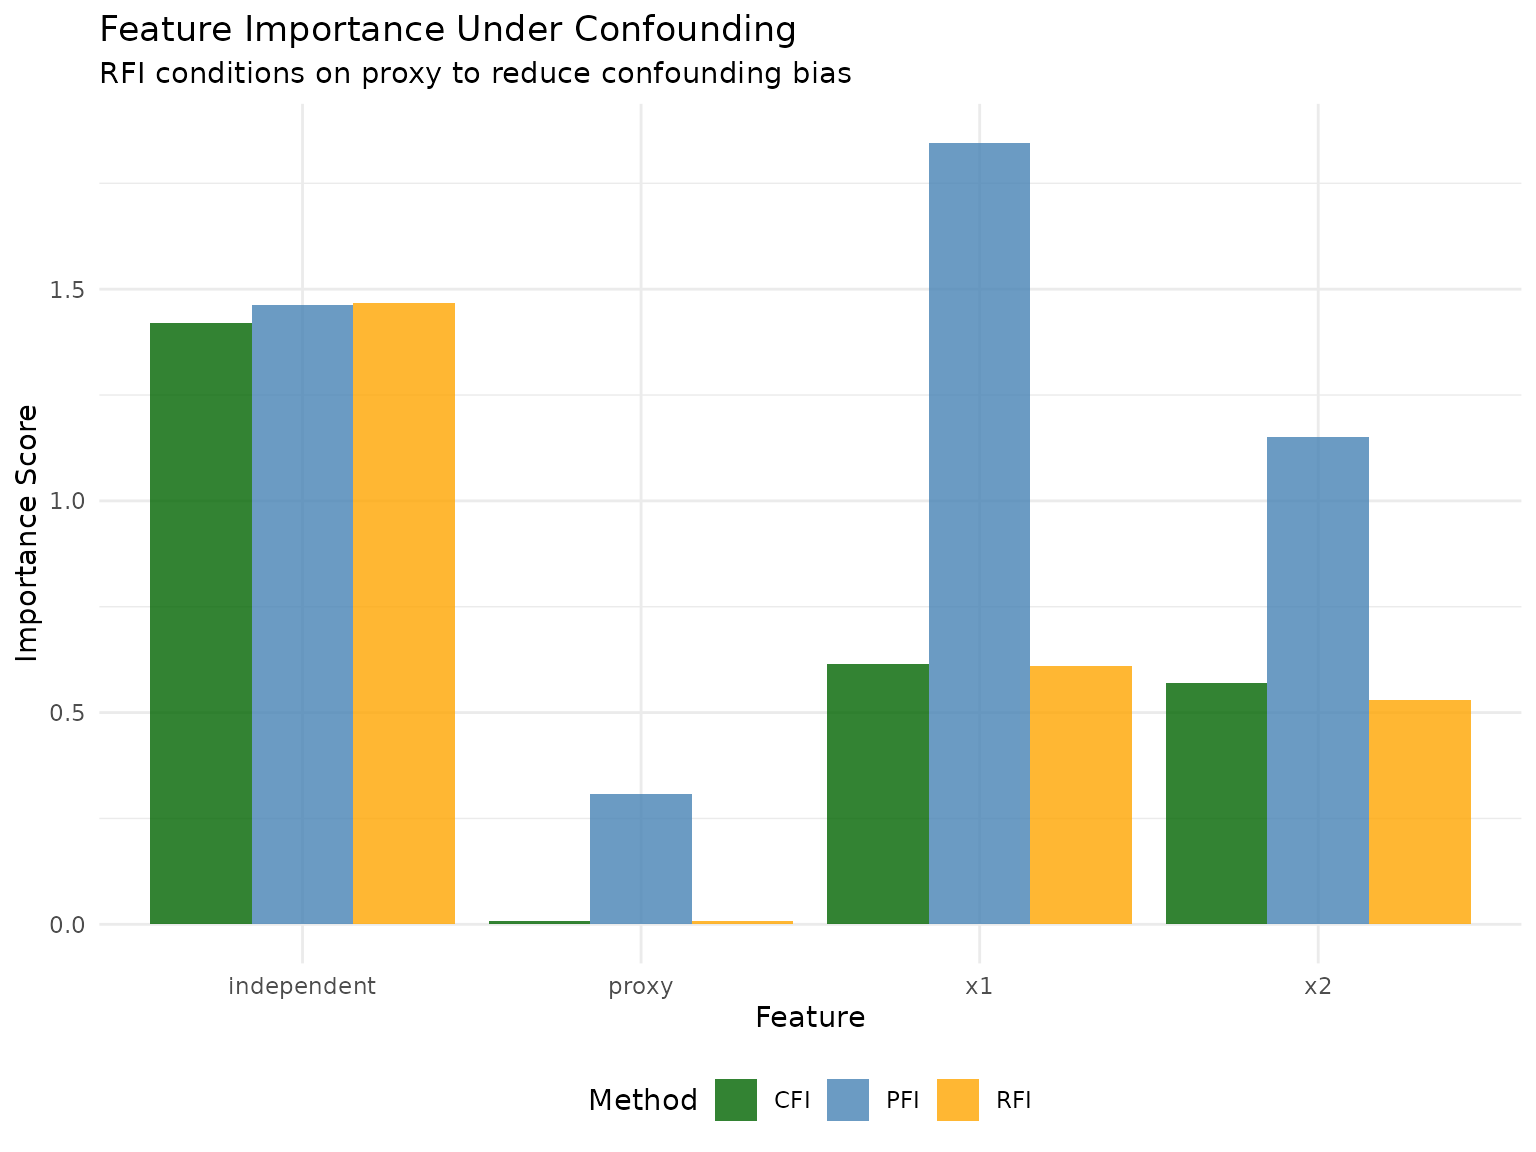 Feature Importance Under Confounding
RFI conditions on proxy to reduce confounding bias
Importance Score
1.5
1.0
0.5
0.0
independent proxy x1 x2
Feature
Method CFI PFI RFI